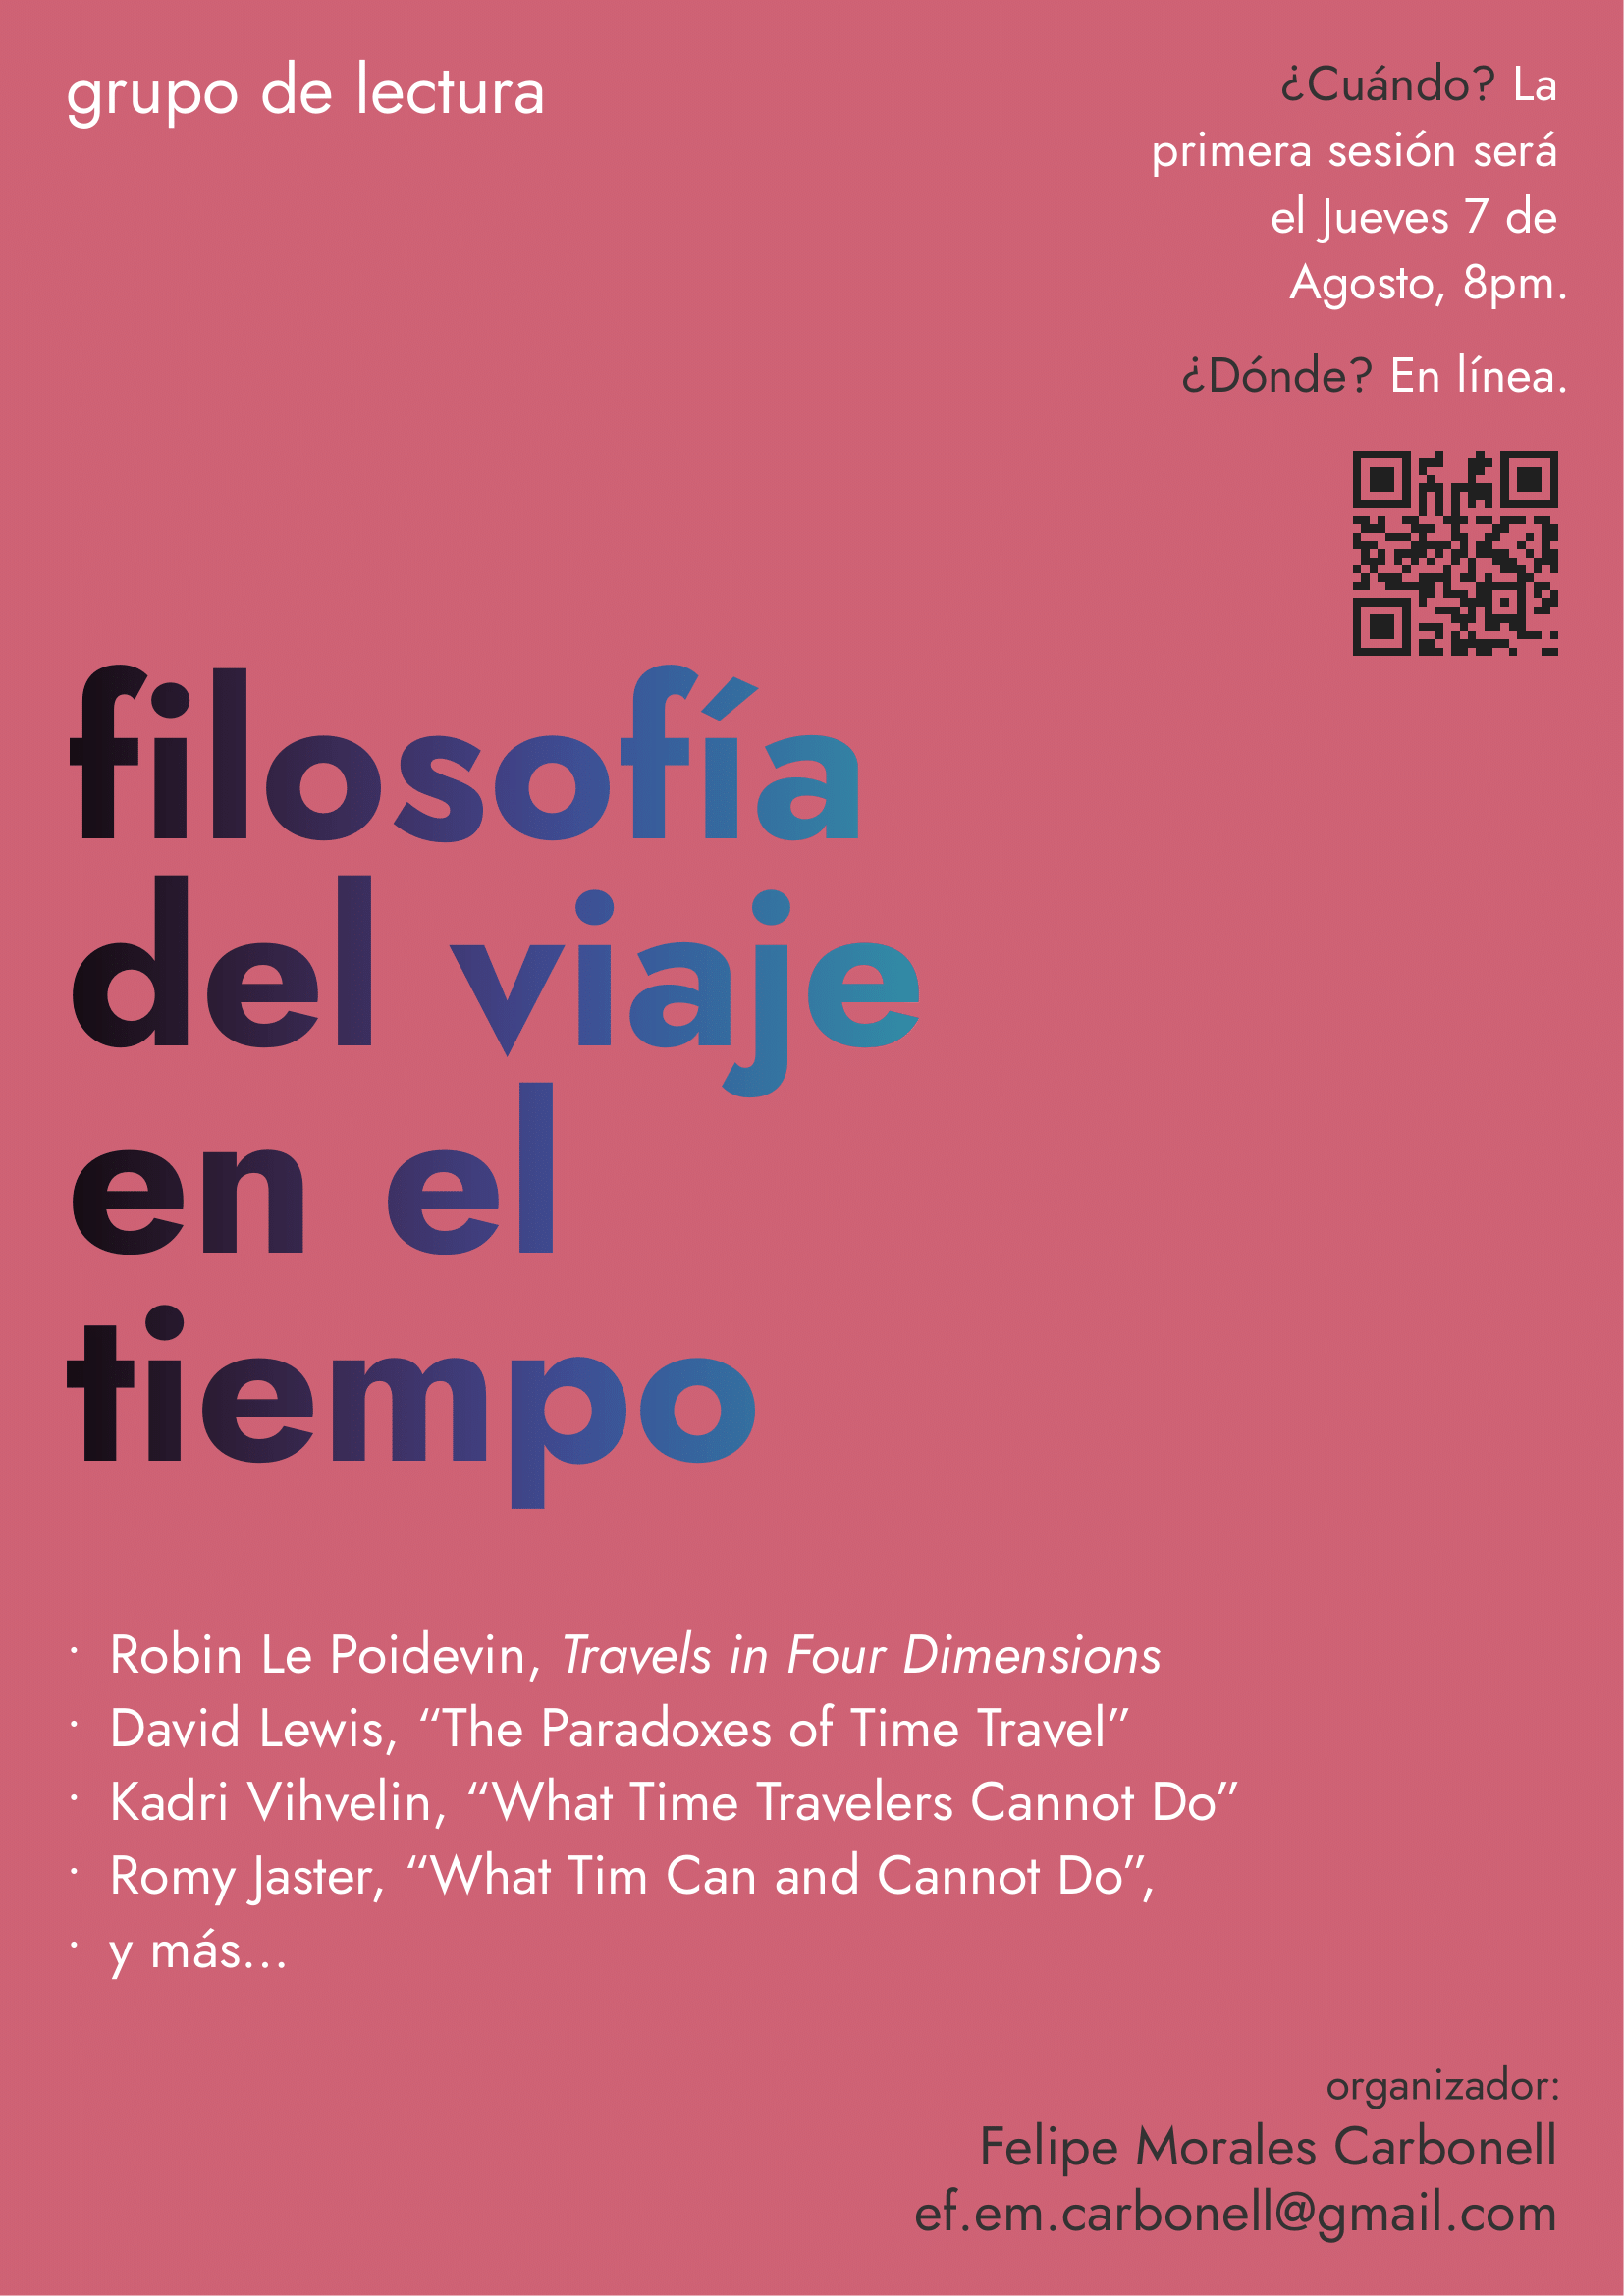 grupo de lectura
¿Cuándo? La
primera sesión será
el Jueves 7 de
Agosto, 8pm.
¿Dónde? En línea.
filosofía
del viaje
en el
tiempo
· Robin Le Poidevin, Travels in Four Dimensions
· David Lewis, “The Paradoxes of Time Travel”
· Kadri Vihvelin, “What Time Travelers Cannot Do”
· Romy Jaster, “What Tim Can and Cannot Do”,
· y más...
organizador:
Felipe Morales Carbonell
ef.em.carbonell@gmail.com